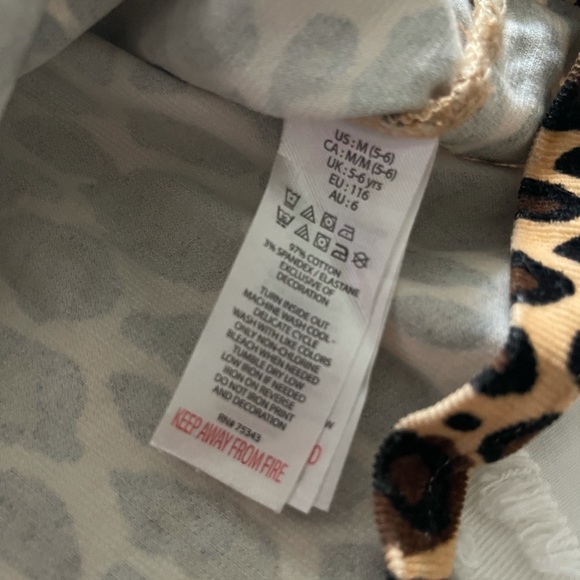 US : M (5-6)
CA : M/M (5-6)
UK : 5-6 yrs
EU : 116
AU : 6
97% COTTON
3% SPANDEX / ELASTANE
EXCLUSIVE OF
DECORATION
TURN INSIDE OUT
MACHINE WASH COOL -
DELICATE CYCLE
WASH WITH LIKE COLORS
ONLY NON-CHLORINE
BLEACH WHEN NEEDED
TUMBLE DRY LOW
LOW IRON IF NEEDED
IRON ON REVERSE
DO NOT IRON PRINT
AND DECORATION
RN# 75343
KEEP AWAY FROM FIRE
W
D